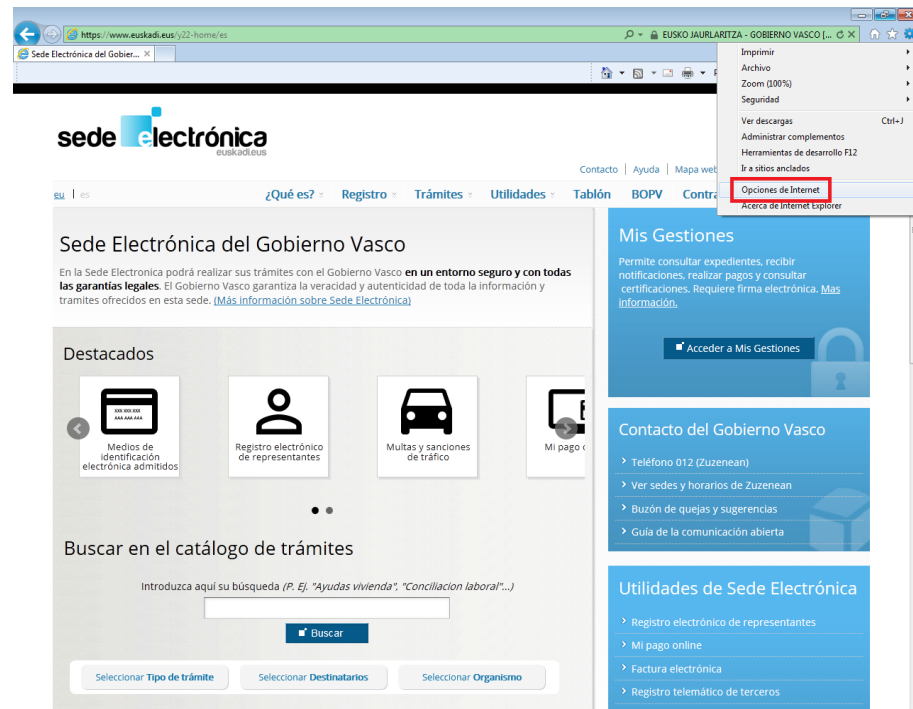 https://www.euskadi.eus/y22-home/es
EUSKO JAURLARITZA - GOBIERNO VASCO [...
Sede Electrónica del Gobier...
Imprimir
Archivo
Zoom (100%)
Seguridad
Ver descargas Ctrl+J
Administrar complementos
Herramientas de desarrollo F12
Ir a sitios anclados
Opciones de Internet
Acerca de Internet Explorer
sede electrónica
euskadi.eus
Contacto | Ayuda | Mapa web
eu | es
¿Qué es? Registro Trámites Utilidades Tablón BOPV Contra
Sede Electrónica del Gobierno Vasco
En la Sede Electronica podrá realizar sus trámites con el Gobierno Vasco en un entorno seguro y con todas
las garantías legales. El Gobierno Vasco garantiza la veracidad y autenticidad de toda la información y
tramites ofrecidos en esta sede. (Más información sobre Sede Electrónica)
Destacados
XXX XXX XXX
AAA AAA AAA
Medios de
identificación
electrónica admitidos
Registro electrónico
de representantes
Multas y sanciones
de tráfico
Mi pago o
Buscar en el catálogo de trámites
Introduzca aquí su búsqueda (P. Ej. "Ayudas vivienda", "Conciliacion laboral"...)
Buscar
Seleccionar Tipo de trámite
Seleccionar Destinatarios
Seleccionar Organismo
Mis Gestiones
Permite consultar expedientes, recibir
notificaciones, realizar pagos y consultar
certificaciones. Requiere firma electrónica. Mas
información.
Acceder a Mis Gestiones
Contacto del Gobierno Vasco
Teléfono 012 (Zuzenean)
Ver sedes y horarios de Zuzenean
Buzón de quejas y sugerencias
Guía de la comunicación abierta
Utilidades de Sede Electrónica
Registro electrónico de representantes
Mi pago online
Factura electrónica
Registro telemático de terceros